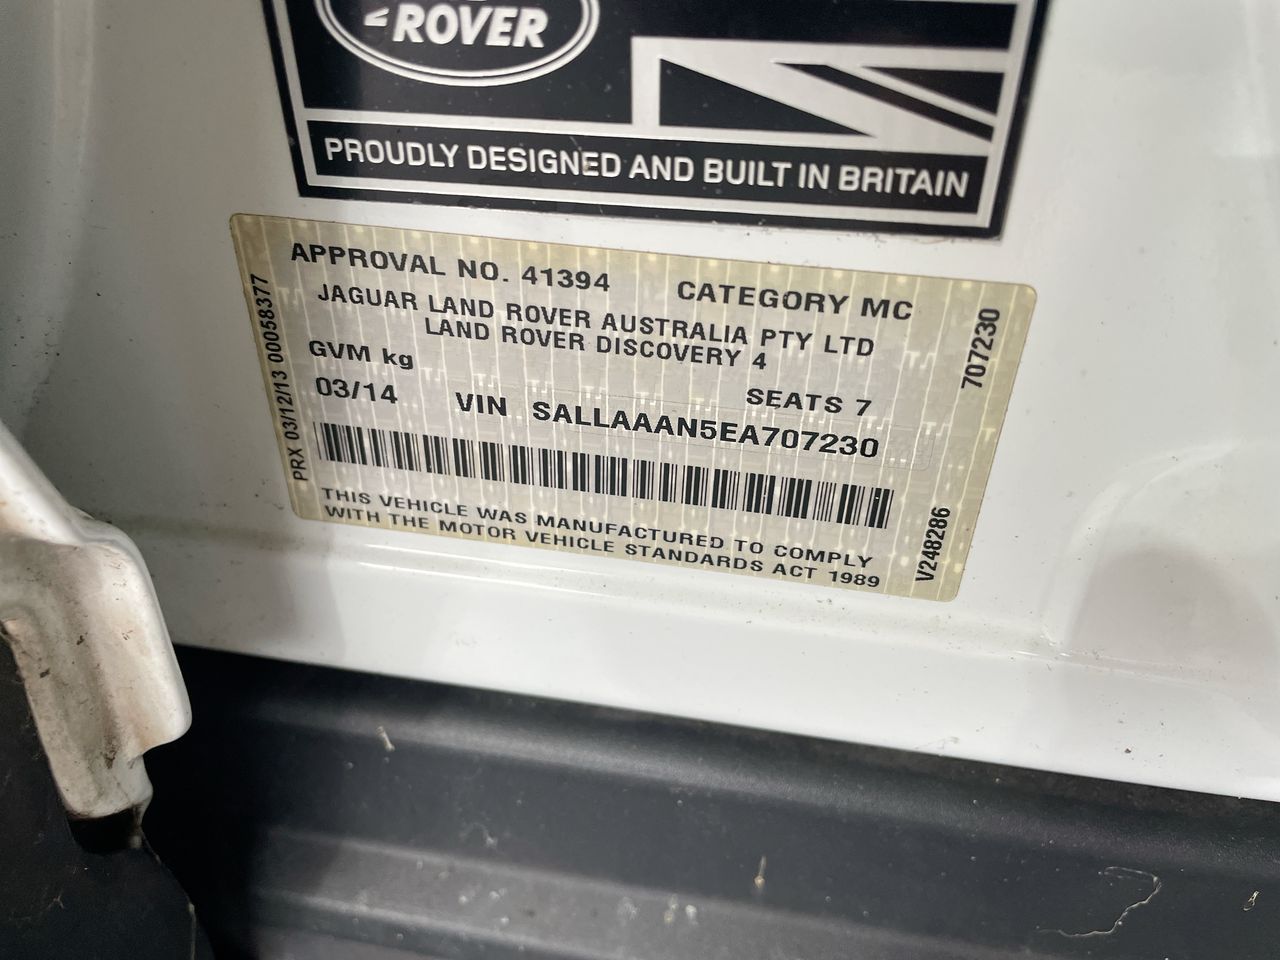 ROVER
PROUDLY DESIGNED AND BUILT IN BRITAIN
APPROVAL NO. 41394 CATEGORY MC
JAGUAR LAND ROVER AUSTRALIA PTY LTD
LAND ROVER DISCOVERY 4
GVM kg
SEATS 7
03/14 VIN SALLAAAN5EA707230
THIS VEHICLE WAS MANUFACTURED TO COMPLY
WITH THE MOTOR VEHICLE STANDARDS ACT 1989
PRX 03/12/13 00058377
707230
V248286